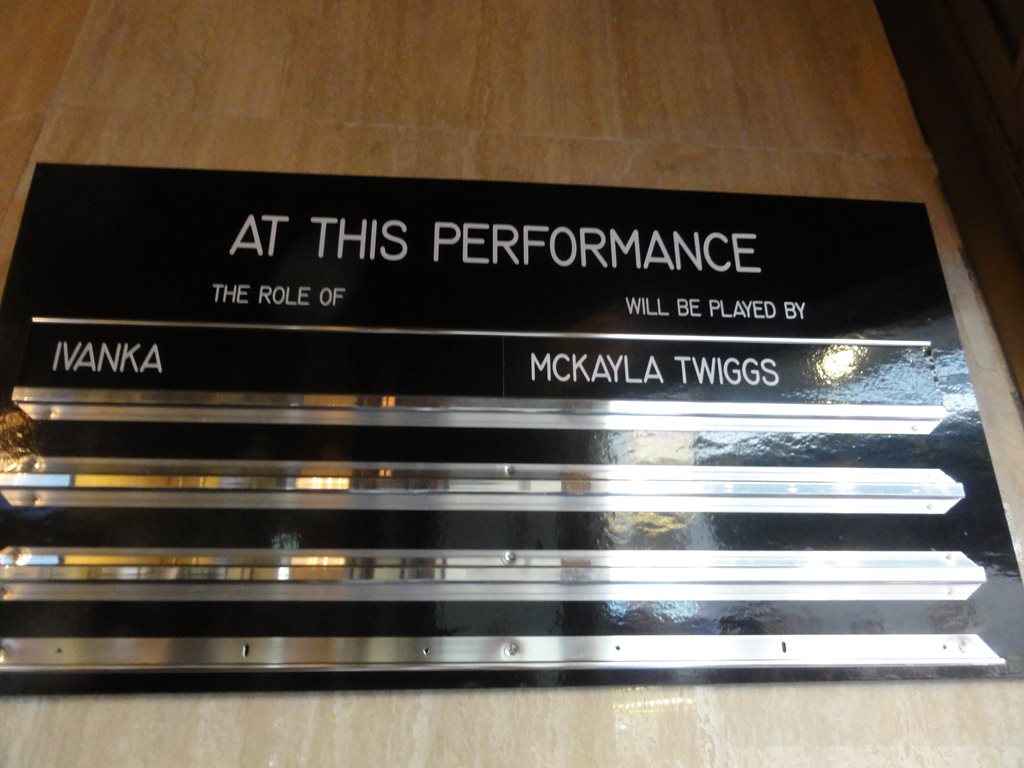 AT THIS PERFORMANCE
THE ROLE OF WILL BE PLAYED BY
IVANKA MCKAYLA TWIGGS